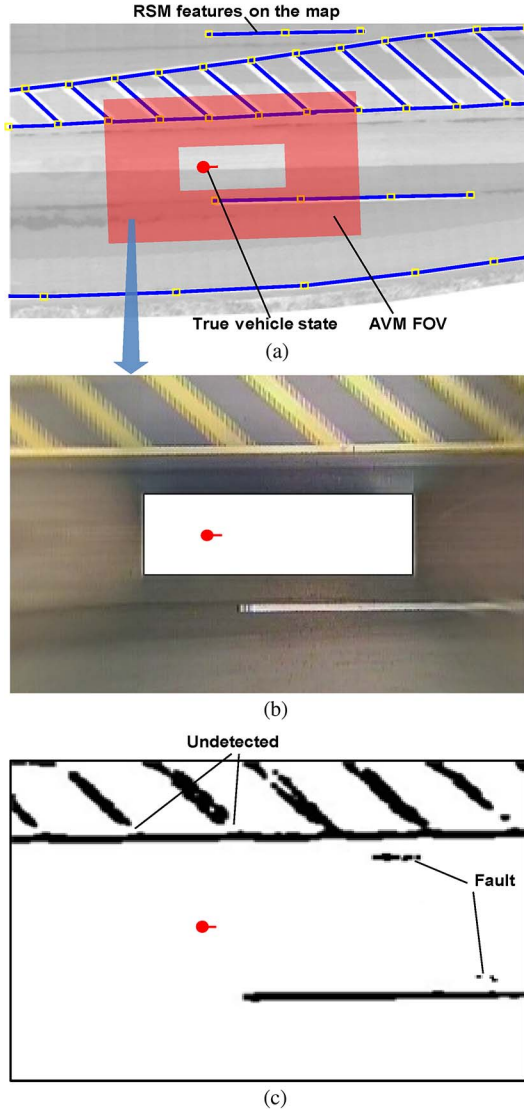 RSM features on the map
True vehicle state
AVM FOV
(a)
(b)
Undetected
Fault
(c)